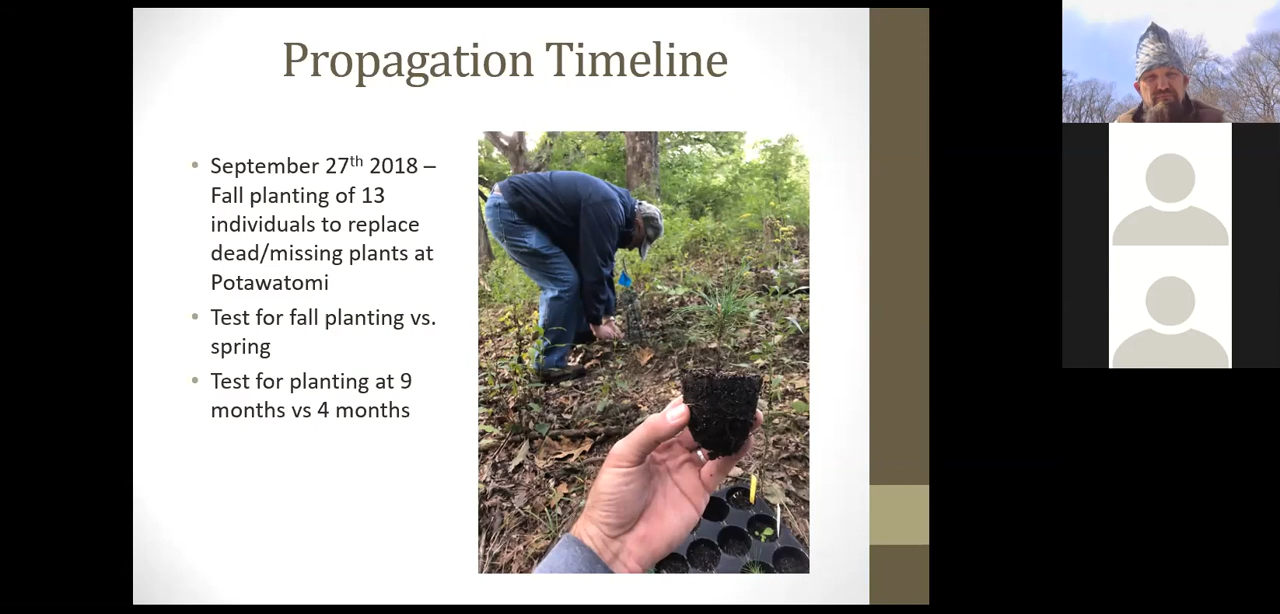 Propagation Timeline
• September 27th 2018 –
Fall planting of 13
individuals to replace
dead/missing plants at
Potawatomi
• Test for fall planting vs.
spring
• Test for planting at 9
months vs 4 months